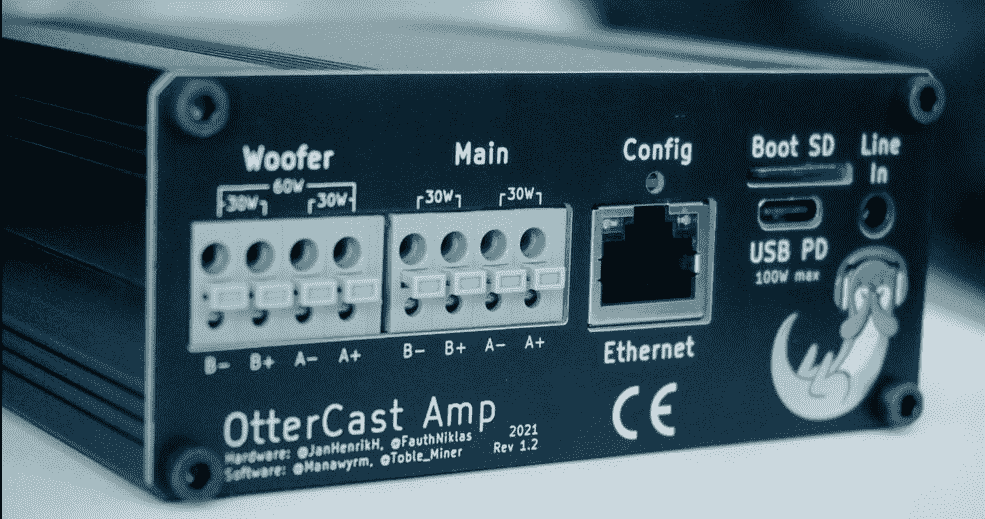 Woofer
60W
30W 30W
B- B+ A- A+
Main
30W 30W
B- B+ A- A+
Config
Ethernet
Boot SD
USB PD
100W max
Line
In
OtterCast Amp
Hardware: @JanHenrikH, @FauthNiklas
Software: @Manawyrm, @Toble_Miner
2021
Rev 1.2
CE